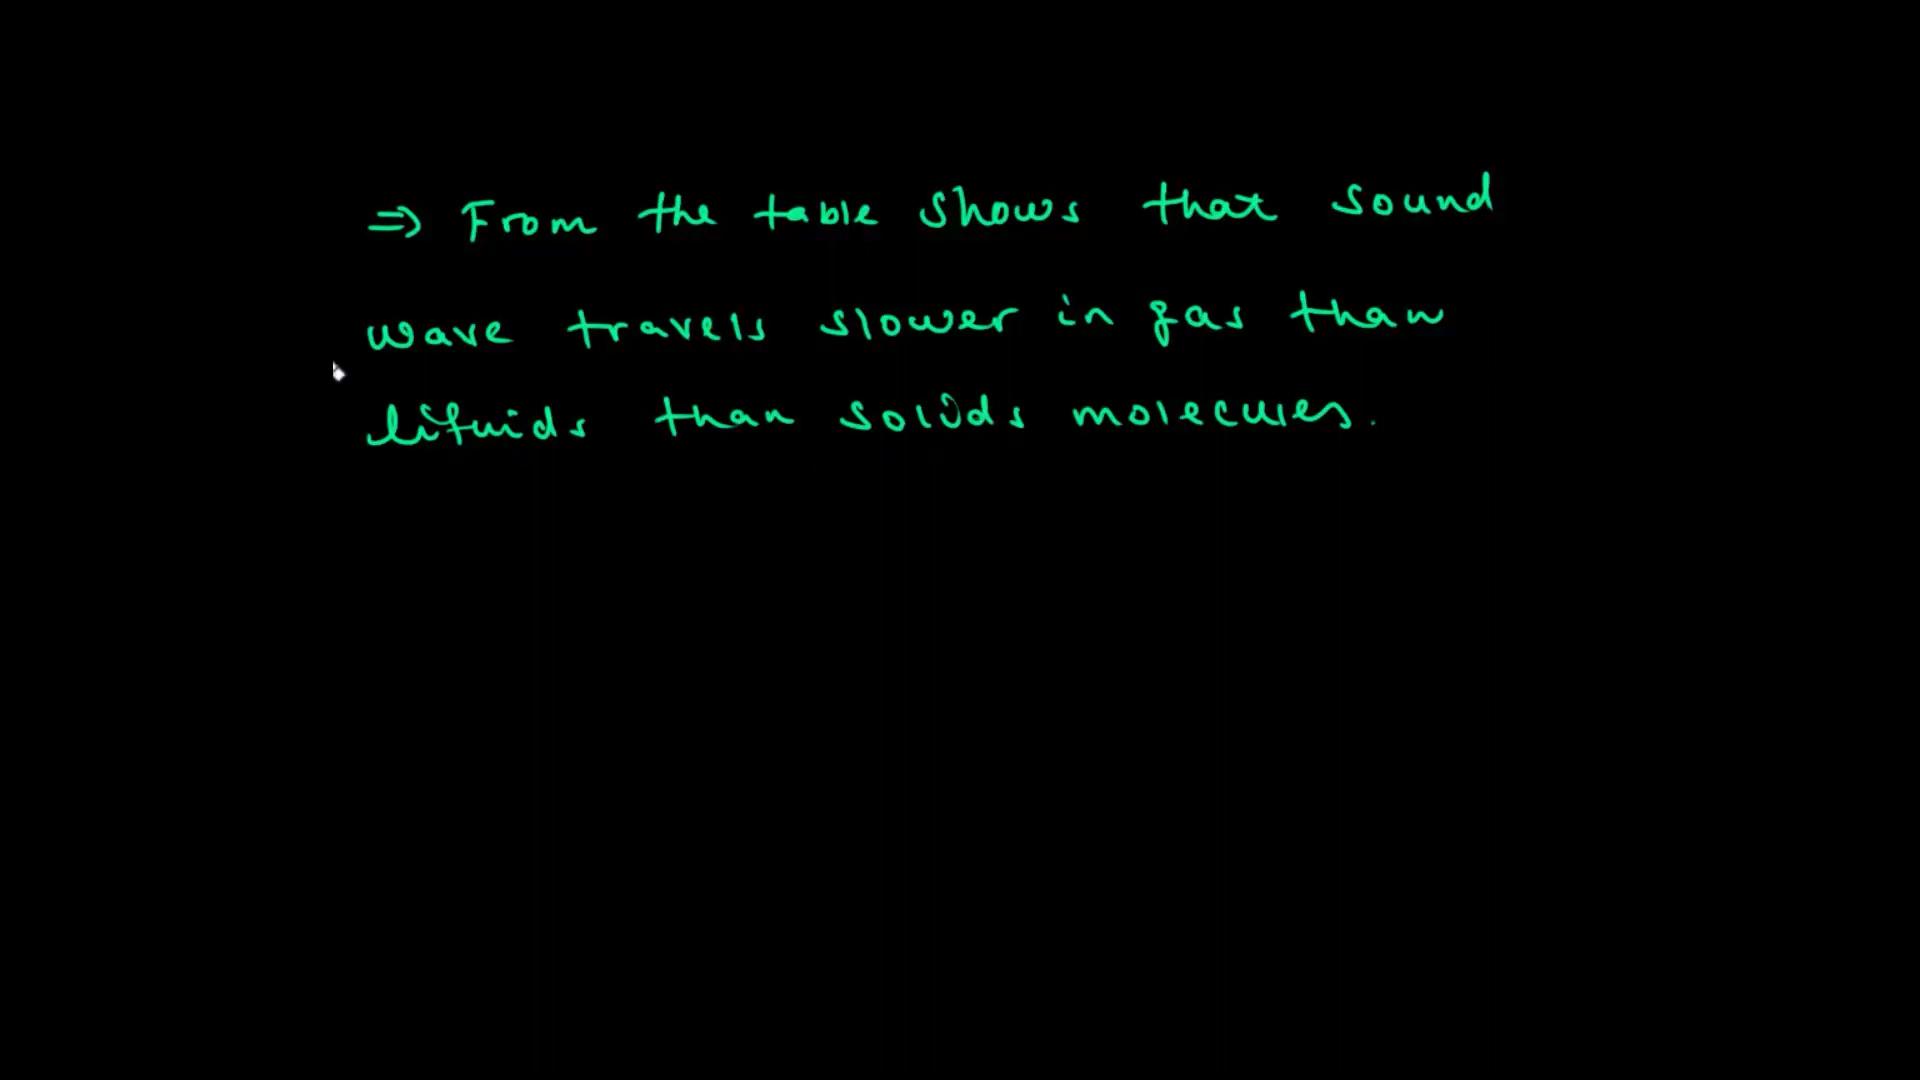 ⇒ From the table shows that sound
wave travels slower in gas than
liquids than solids molecules.